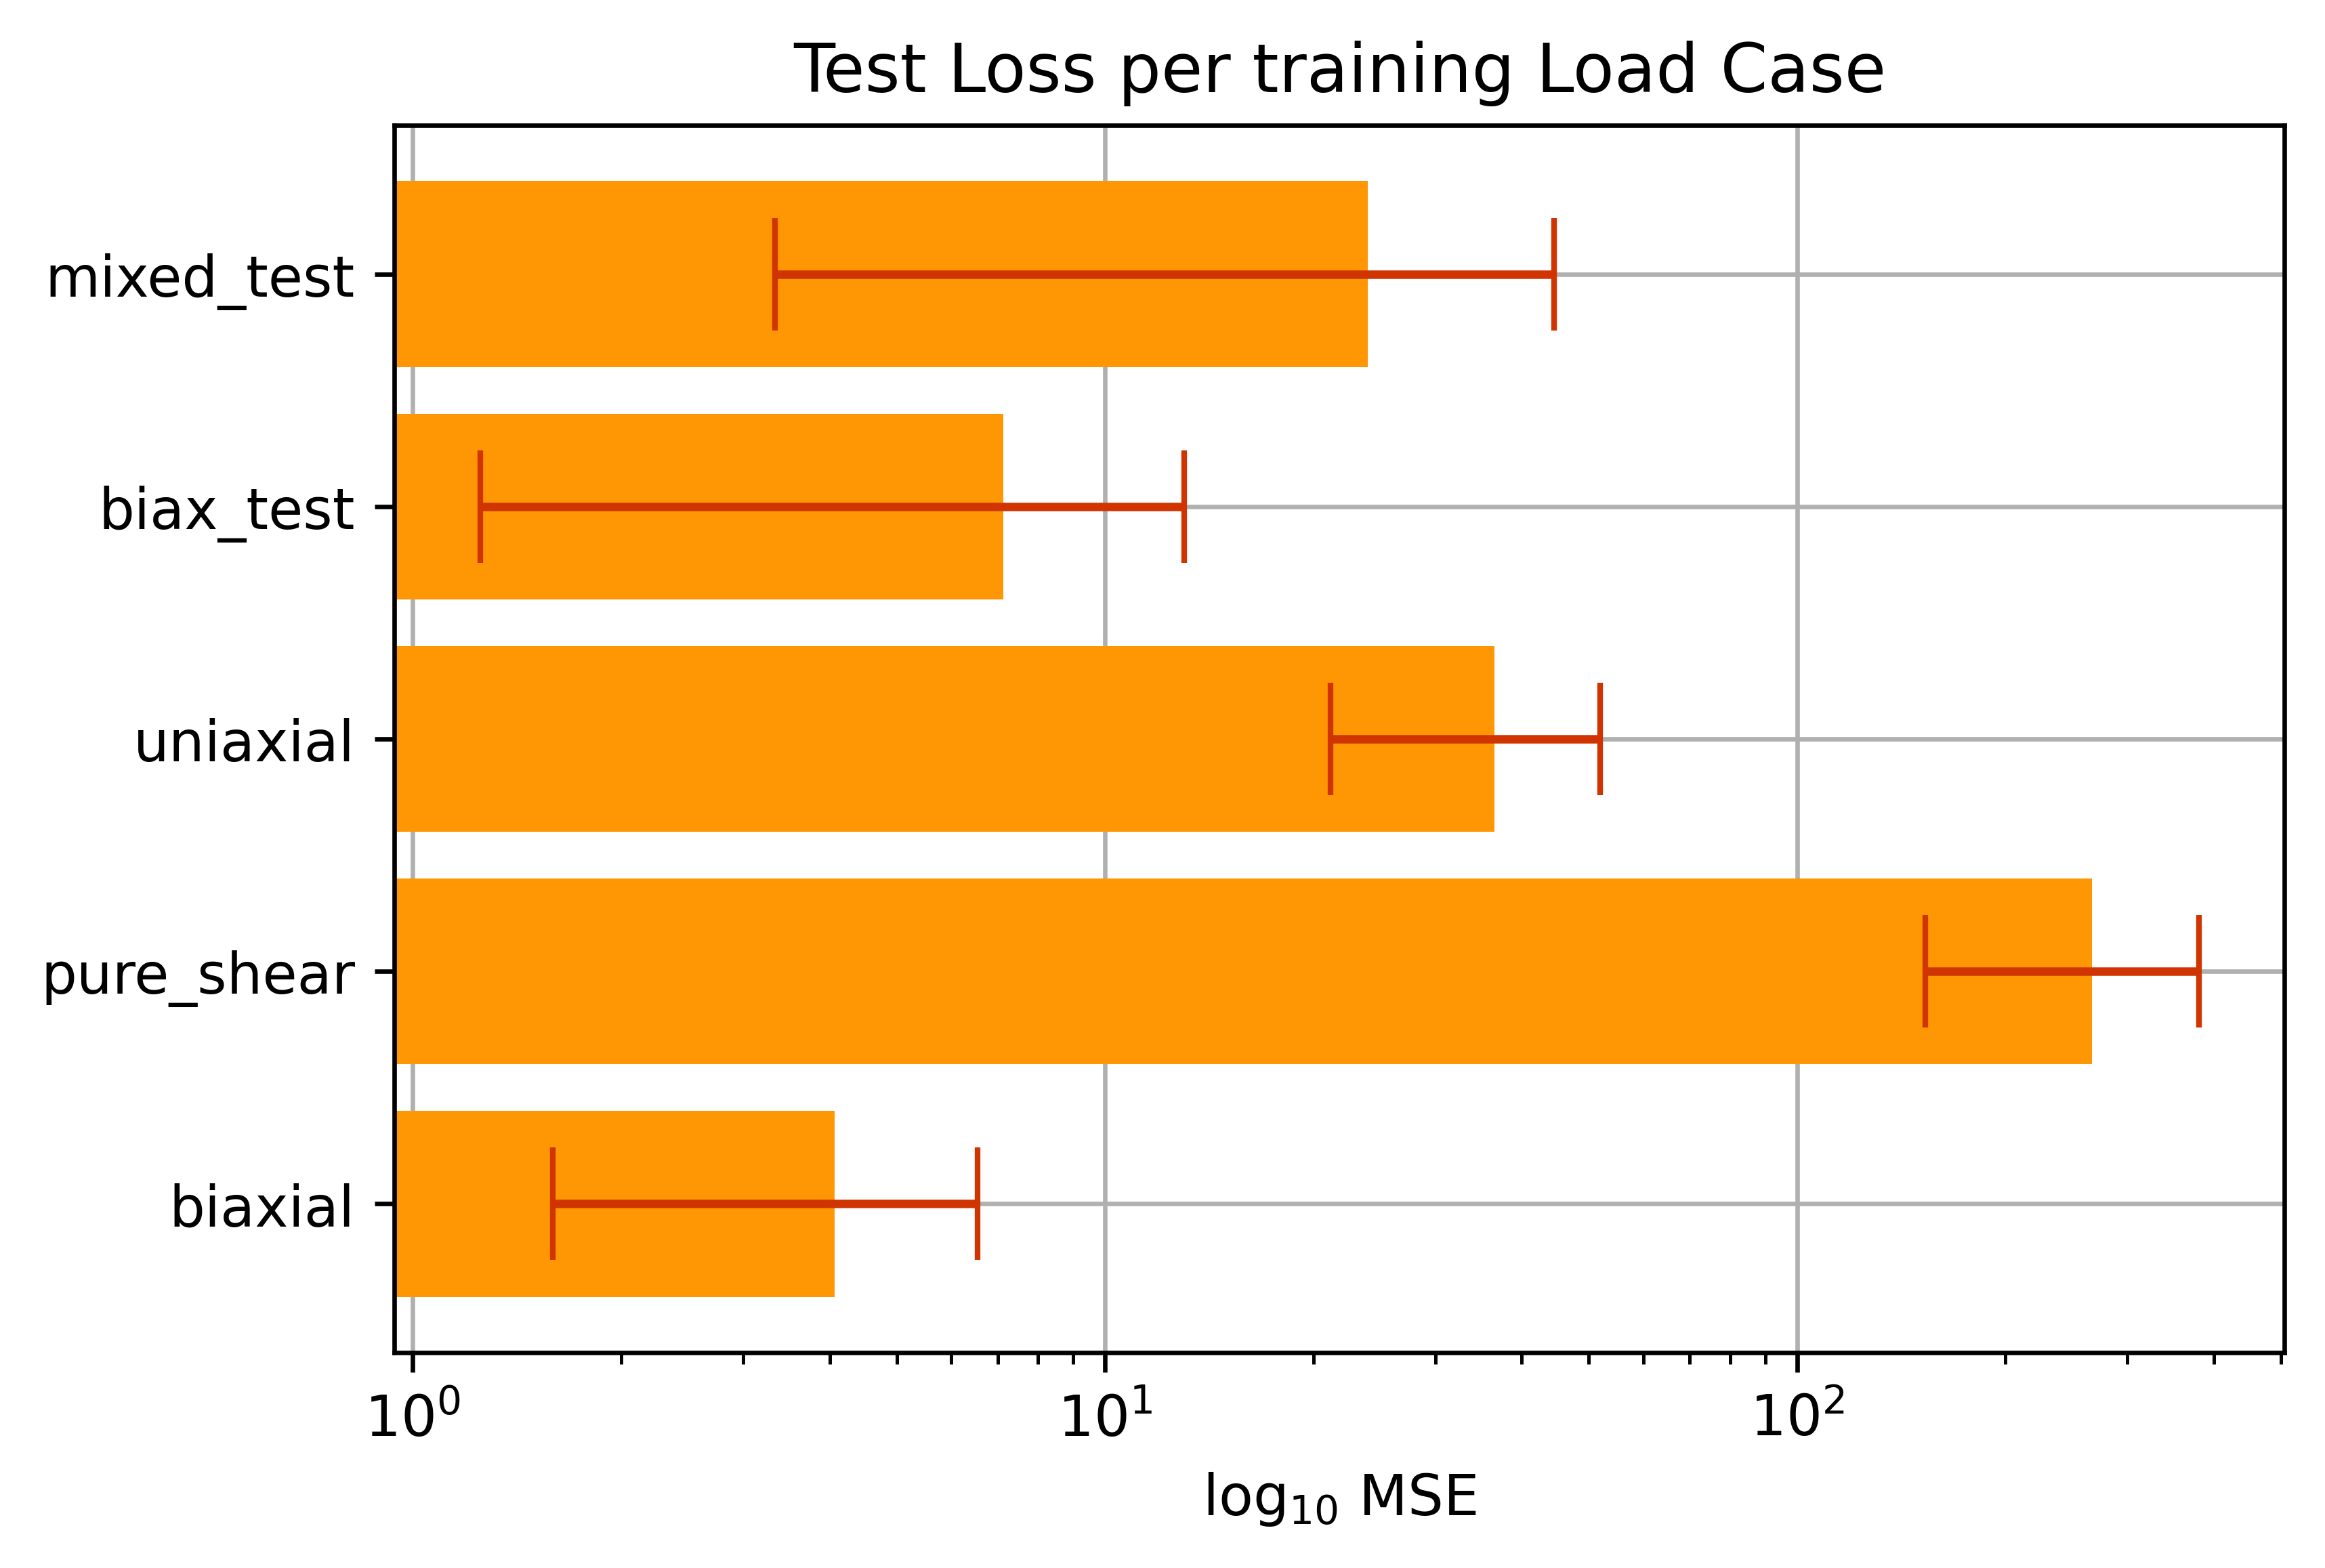 Test Loss per training Load Case
mixed_test
biax_test
uniaxial
pure_shear
biaxial
10⁰ 10¹ 10²
log₁₀ MSE